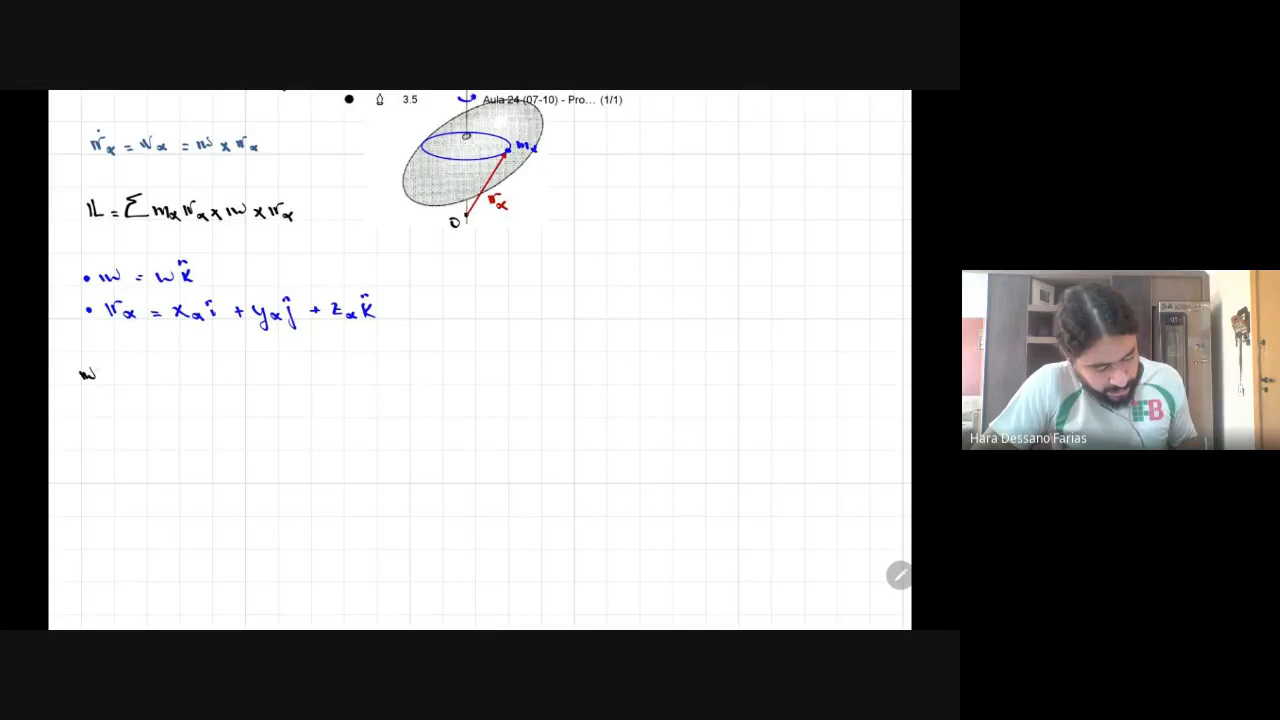 3.5 Aula 24 (07-10) - Pro... (1/1)
ṙα = vα = ω × rα
mα
rα
O
L = Σ mα rα × ω × rα
• ω = ω k̂
• rα = xα î + yα ĵ + zα k̂
ω
Hara Dessano Farias